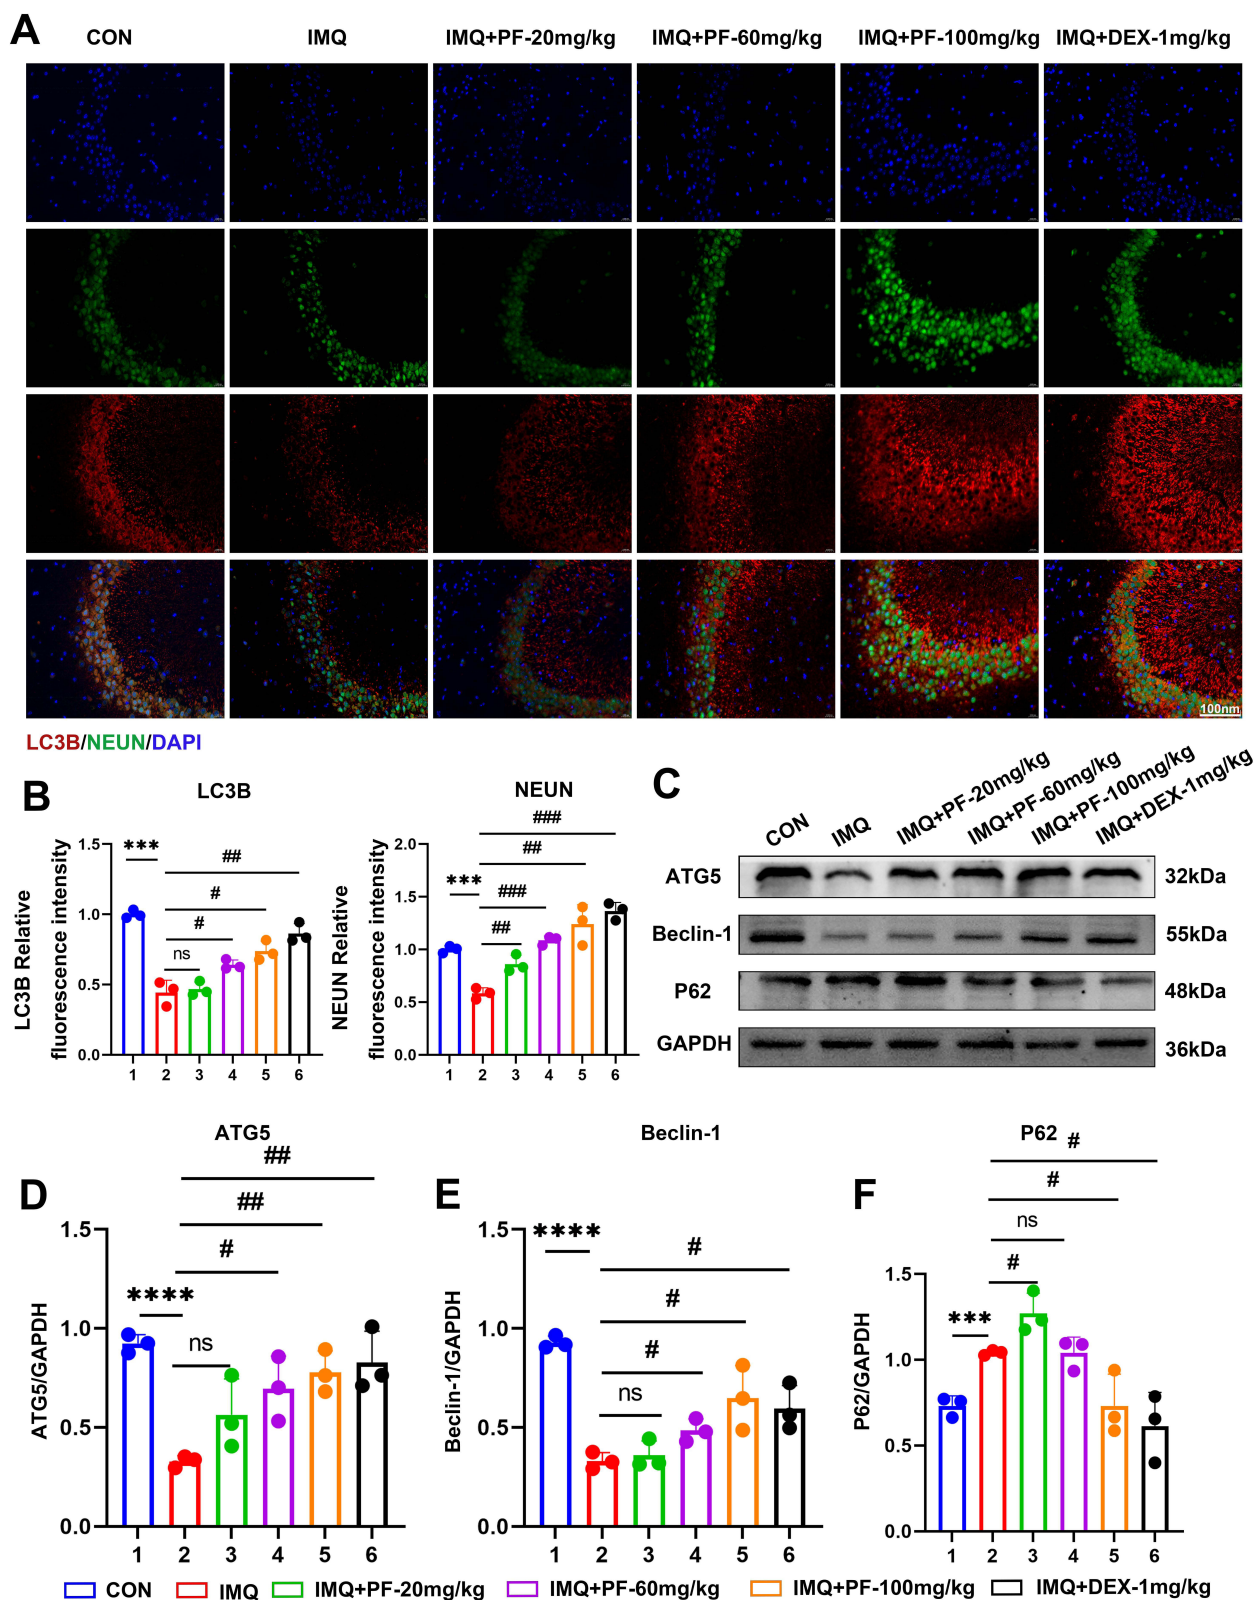 A
CON IMQ IMQ+PF-20mg/kg IMQ+PF-60mg/kg IMQ+PF-100mg/kg IMQ+DEX-1mg/kg
100nm
LC3B/NEUN/DAPI
B
LC3B
LC3B Relative
fluorescence intensity
1.5
1.0
0.5
0.0
***
##
#
#
ns
1 2 3 4 5 6
NEUN
NEUN Relative
fluorescence intensity
2.0
1.5
1.0
0.5
0.0
###
##
***
###
##
1 2 3 4 5 6
C
CON IMQ IMQ+PF-20mg/kg IMQ+PF-60mg/kg IMQ+PF-100mg/kg IMQ+DEX-1mg/kg
ATG5 32kDa
Beclin-1 55kDa
P62 48kDa
GAPDH 36kDa
D
ATG5
ATG5/GAPDH
1.5
1.0
0.5
0.0
##
##
#
****
ns
1 2 3 4 5 6
E
Beclin-1
Beclin-1/GAPDH
1.5
1.0
0.5
0.0
****
#
#
#
ns
1 2 3 4 5 6
F
P62
P62/GAPDH
1.5
1.0
0.5
0.0
#
#
ns
#
***
1 2 3 4 5 6
CON IMQ IMQ+PF-20mg/kg IMQ+PF-60mg/kg IMQ+PF-100mg/kg IMQ+DEX-1mg/kg